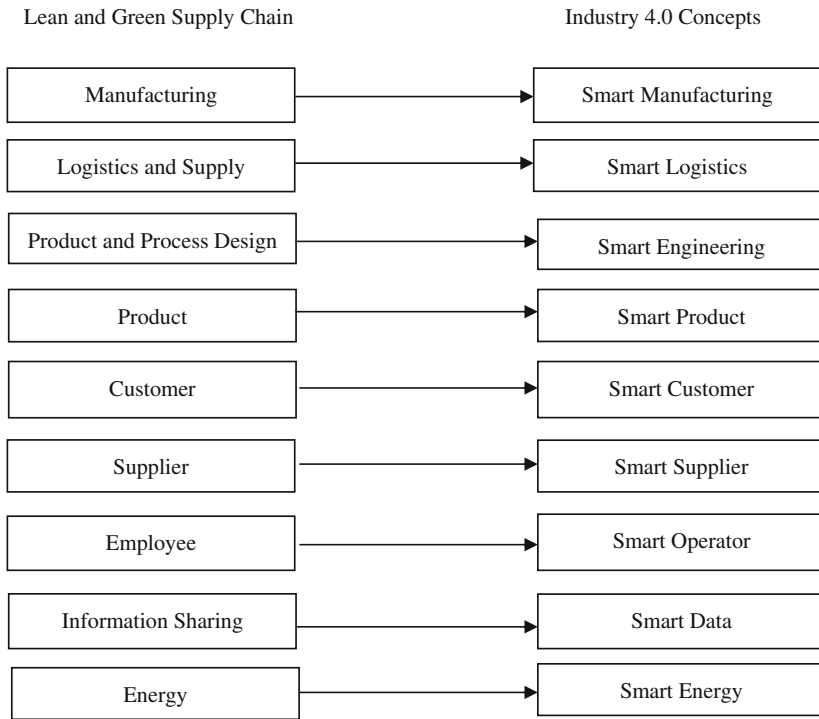 Lean and Green Supply Chain
Industry 4.0 Concepts
Manufacturing
Smart Manufacturing
Logistics and Supply
Smart Logistics
Product and Process Design
Smart Engineering
Product
Smart Product
Customer
Smart Customer
Supplier
Smart Supplier
Employee
Smart Operator
Information Sharing
Smart Data
Energy
Smart Energy